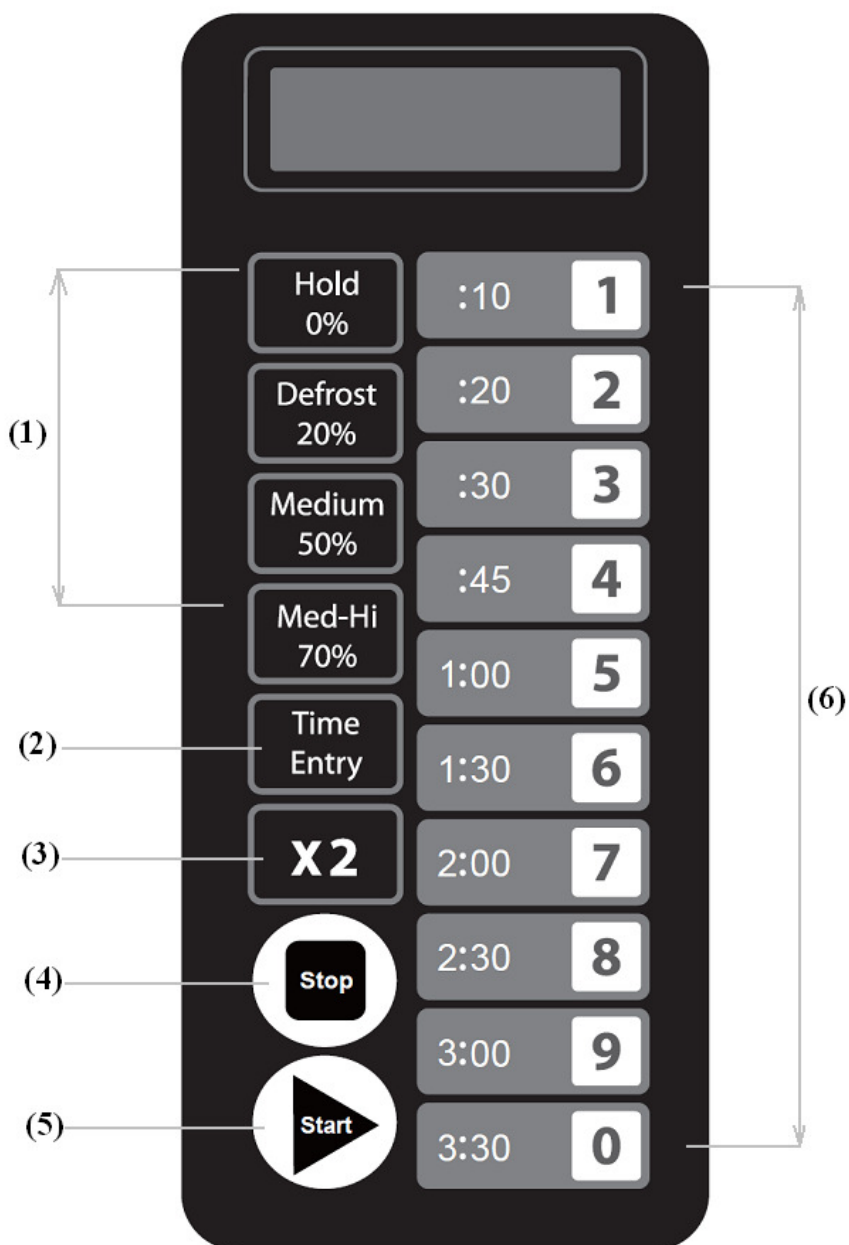 Hold
0%
:10 1
Defrost
20%
:20 2
(1)
Medium
50%
:30 3
Med-Hi
70%
:45 4
1:00 5
(2)
Time
Entry
1:30 6
(6)
(3)
X2
2:00 7
(4)
Stop
2:30 8
3:00 9
(5)
Start
3:30 0